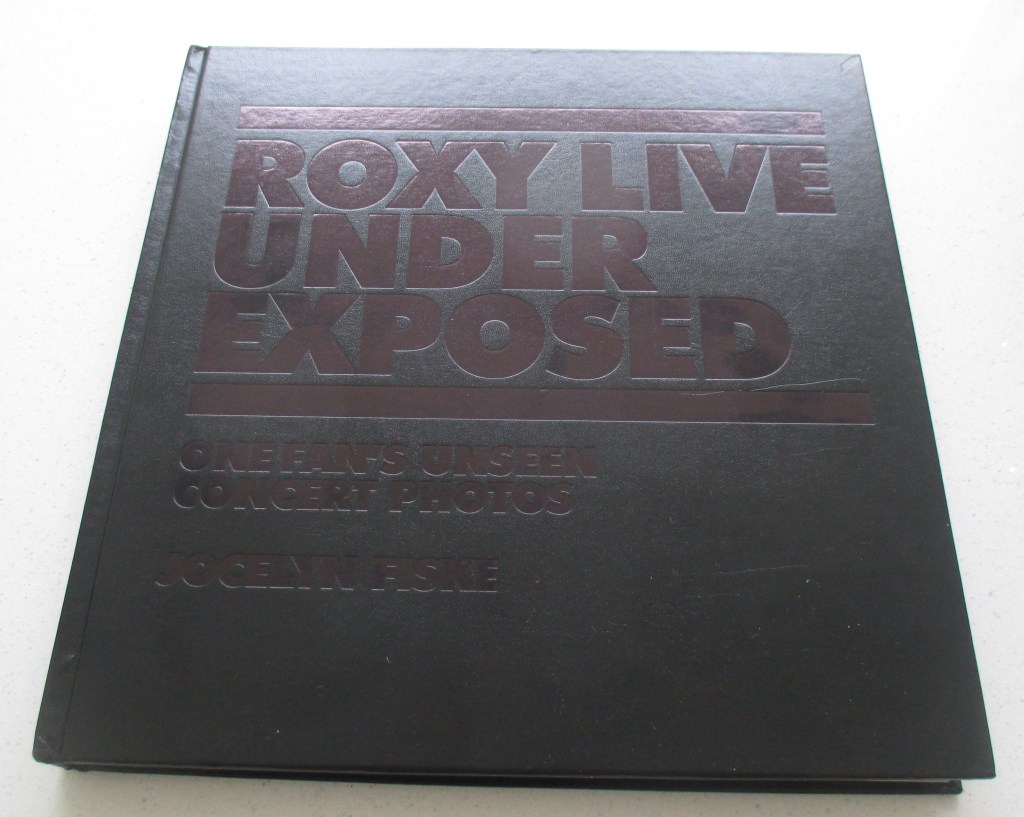 ROXY LIVE
UNDER
EXPOSED
ONE FAN'S UNSEEN
CONCERT PHOTOS
JOCELYN FISKE